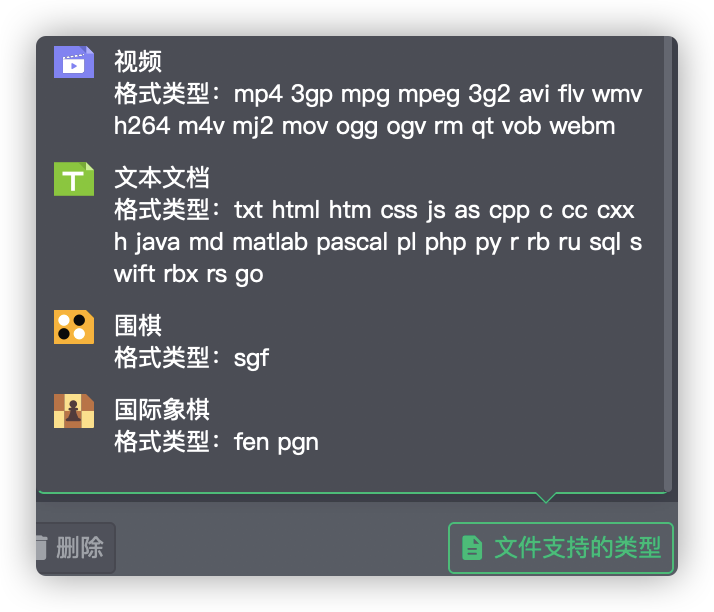 视频
格式类型：mp4 3gp mpg mpeg 3g2 avi flv wmv
h264 m4v mj2 mov ogg ogv rm qt vob webm
T
文本文档
格式类型：txt html htm css js as cpp c cc cxx
h java md matlab pascal pl php py r rb ru sql s
wift rbx rs go
围棋
格式类型：sgf
国际象棋
格式类型：fen pgn
删除
文件支持的类型